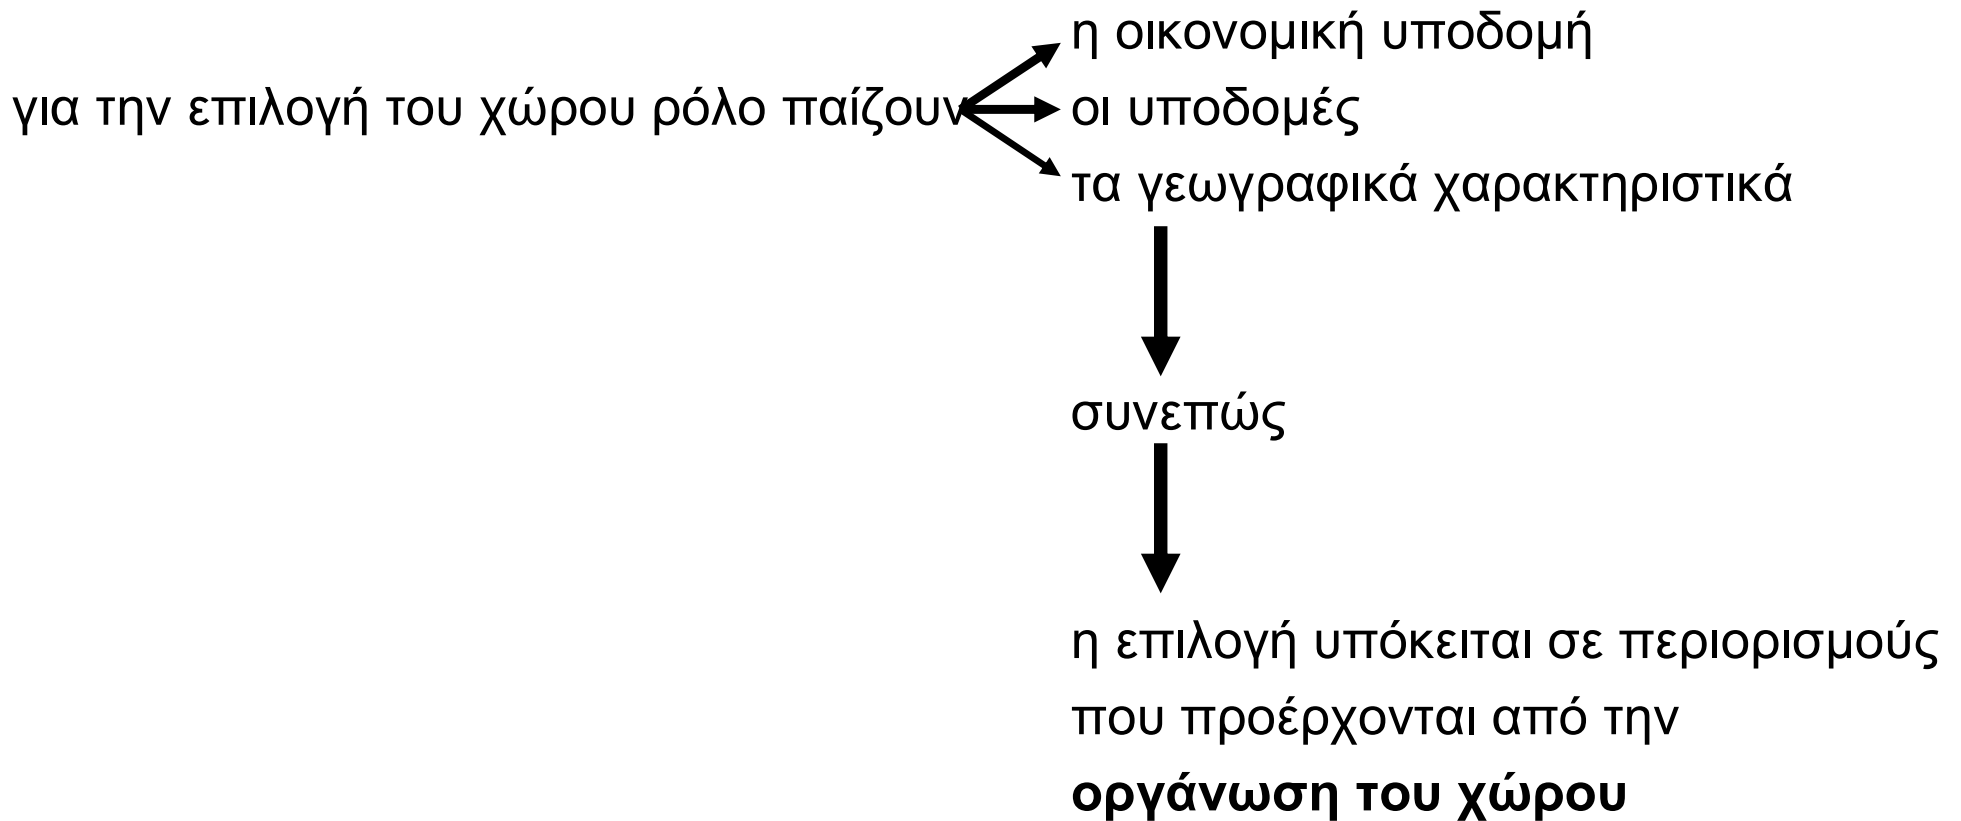 η οικονομική υποδομή
για την επιλογή του χώρου ρόλο παίζουν οι υποδομές
τα γεωγραφικά χαρακτηριστικά
συνεπώς
η επιλογή υπόκειται σε περιορισμούς
που προέρχονται από την
οργάνωση του χώρου